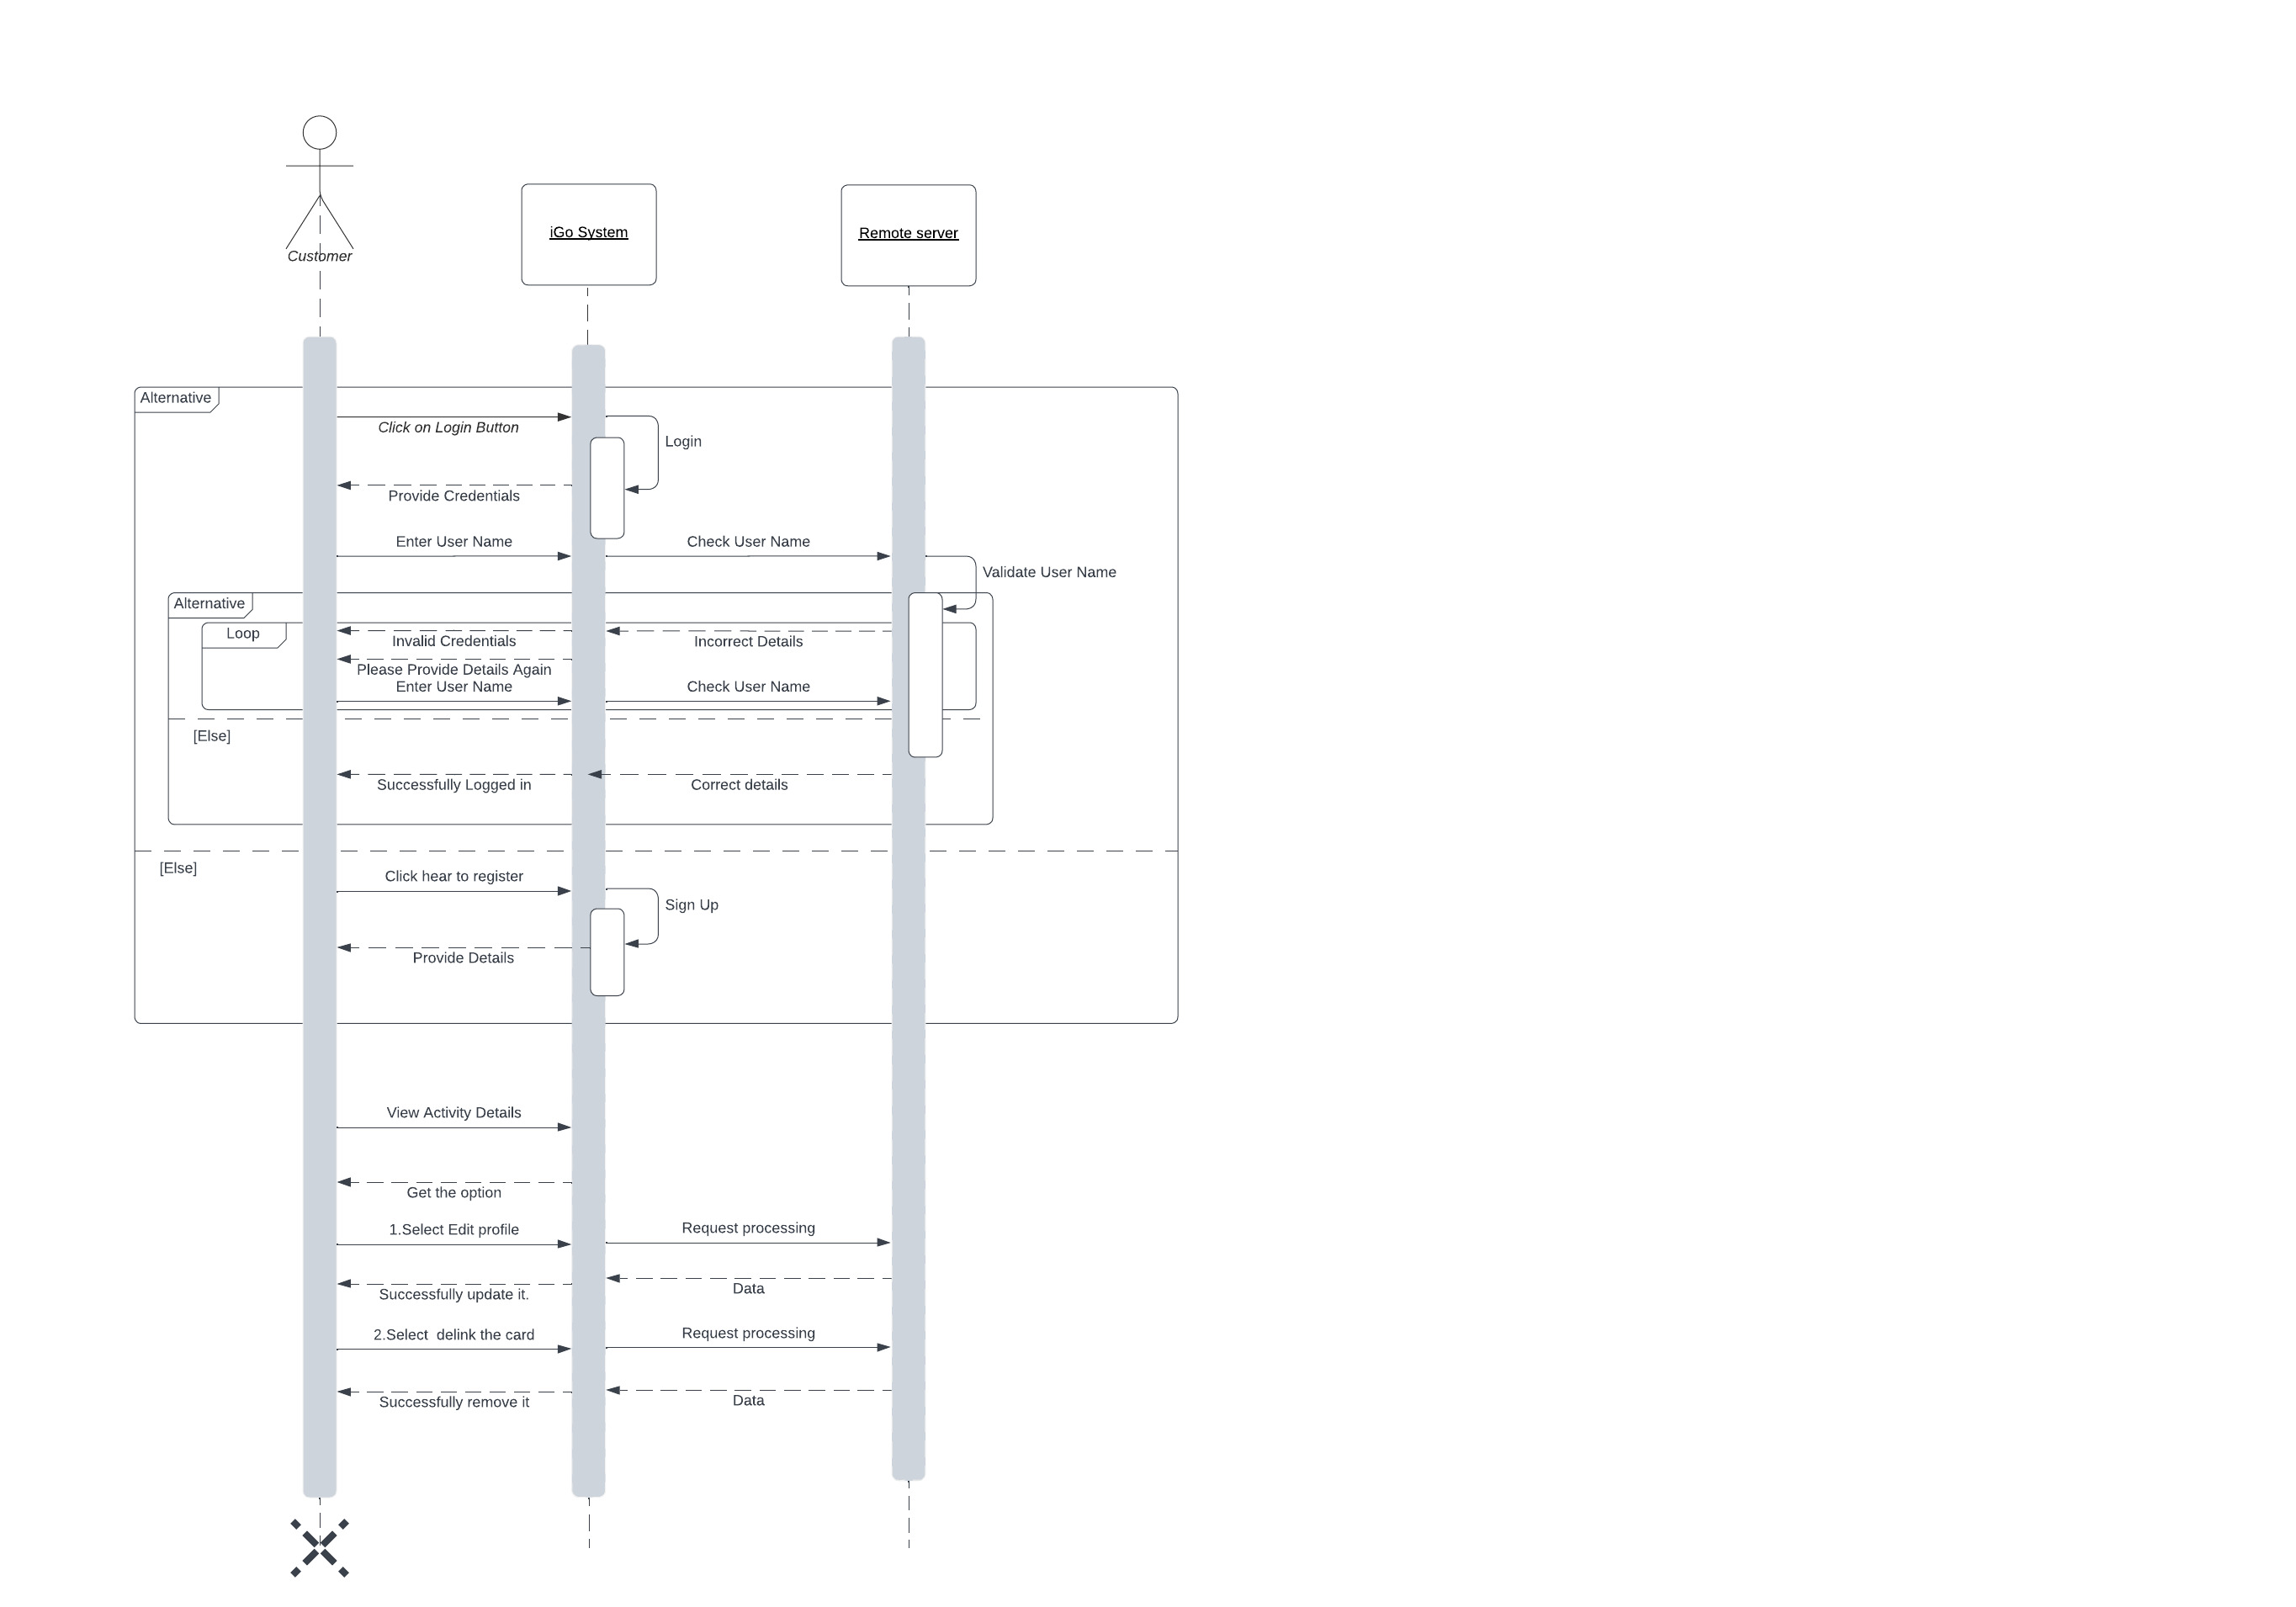 Customer
iGo System
Remote server
Alternative
Click on Login Button
Login
Provide Credentials
Enter User Name
Check User Name
Validate User Name
Alternative
Loop
Invalid Credentials
Incorrect Details
Please Provide Details Again
Enter User Name
Check User Name
[Else]
Successfully Logged in
Correct details
[Else]
Click hear to register
Sign Up
Provide Details
View Activity Details
Get the option
1.Select Edit profile
Request processing
Successfully update it.
Data
2.Select  delink the card
Request processing
Successfully remove it
Data